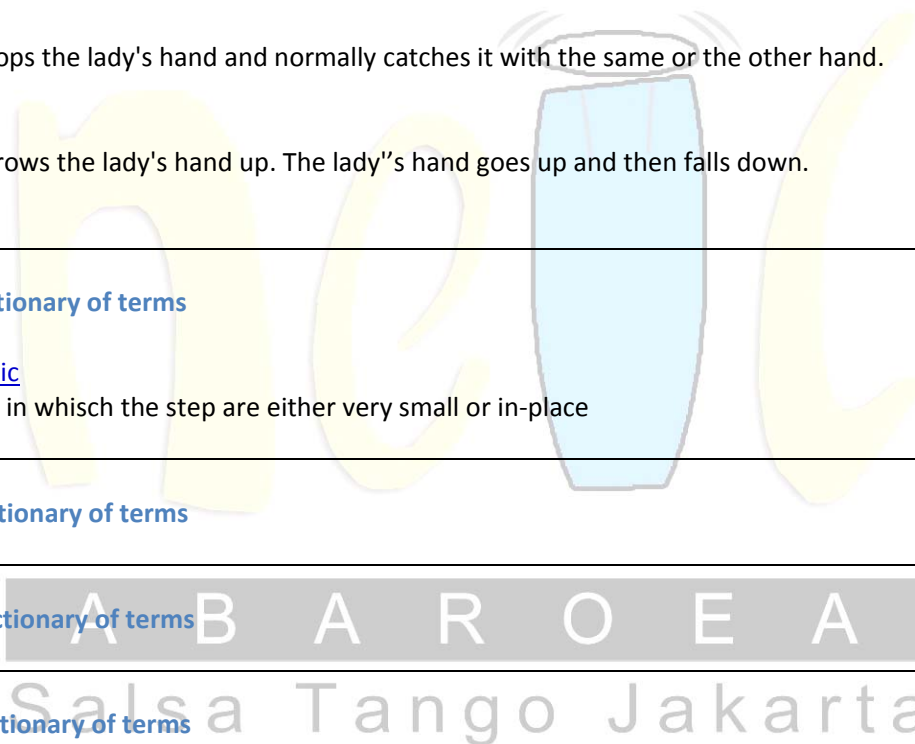 ops the lady's hand and normally catches it with the same or the other hand.
rows the lady's hand up. The lady'’s hand goes up and then falls down.
tionary of terms
ic
in whisch the step are either very small or in-place
tionary of terms
ctionary of terms
A B A R O E A
tionary of terms
Salsa Tango Jakarta